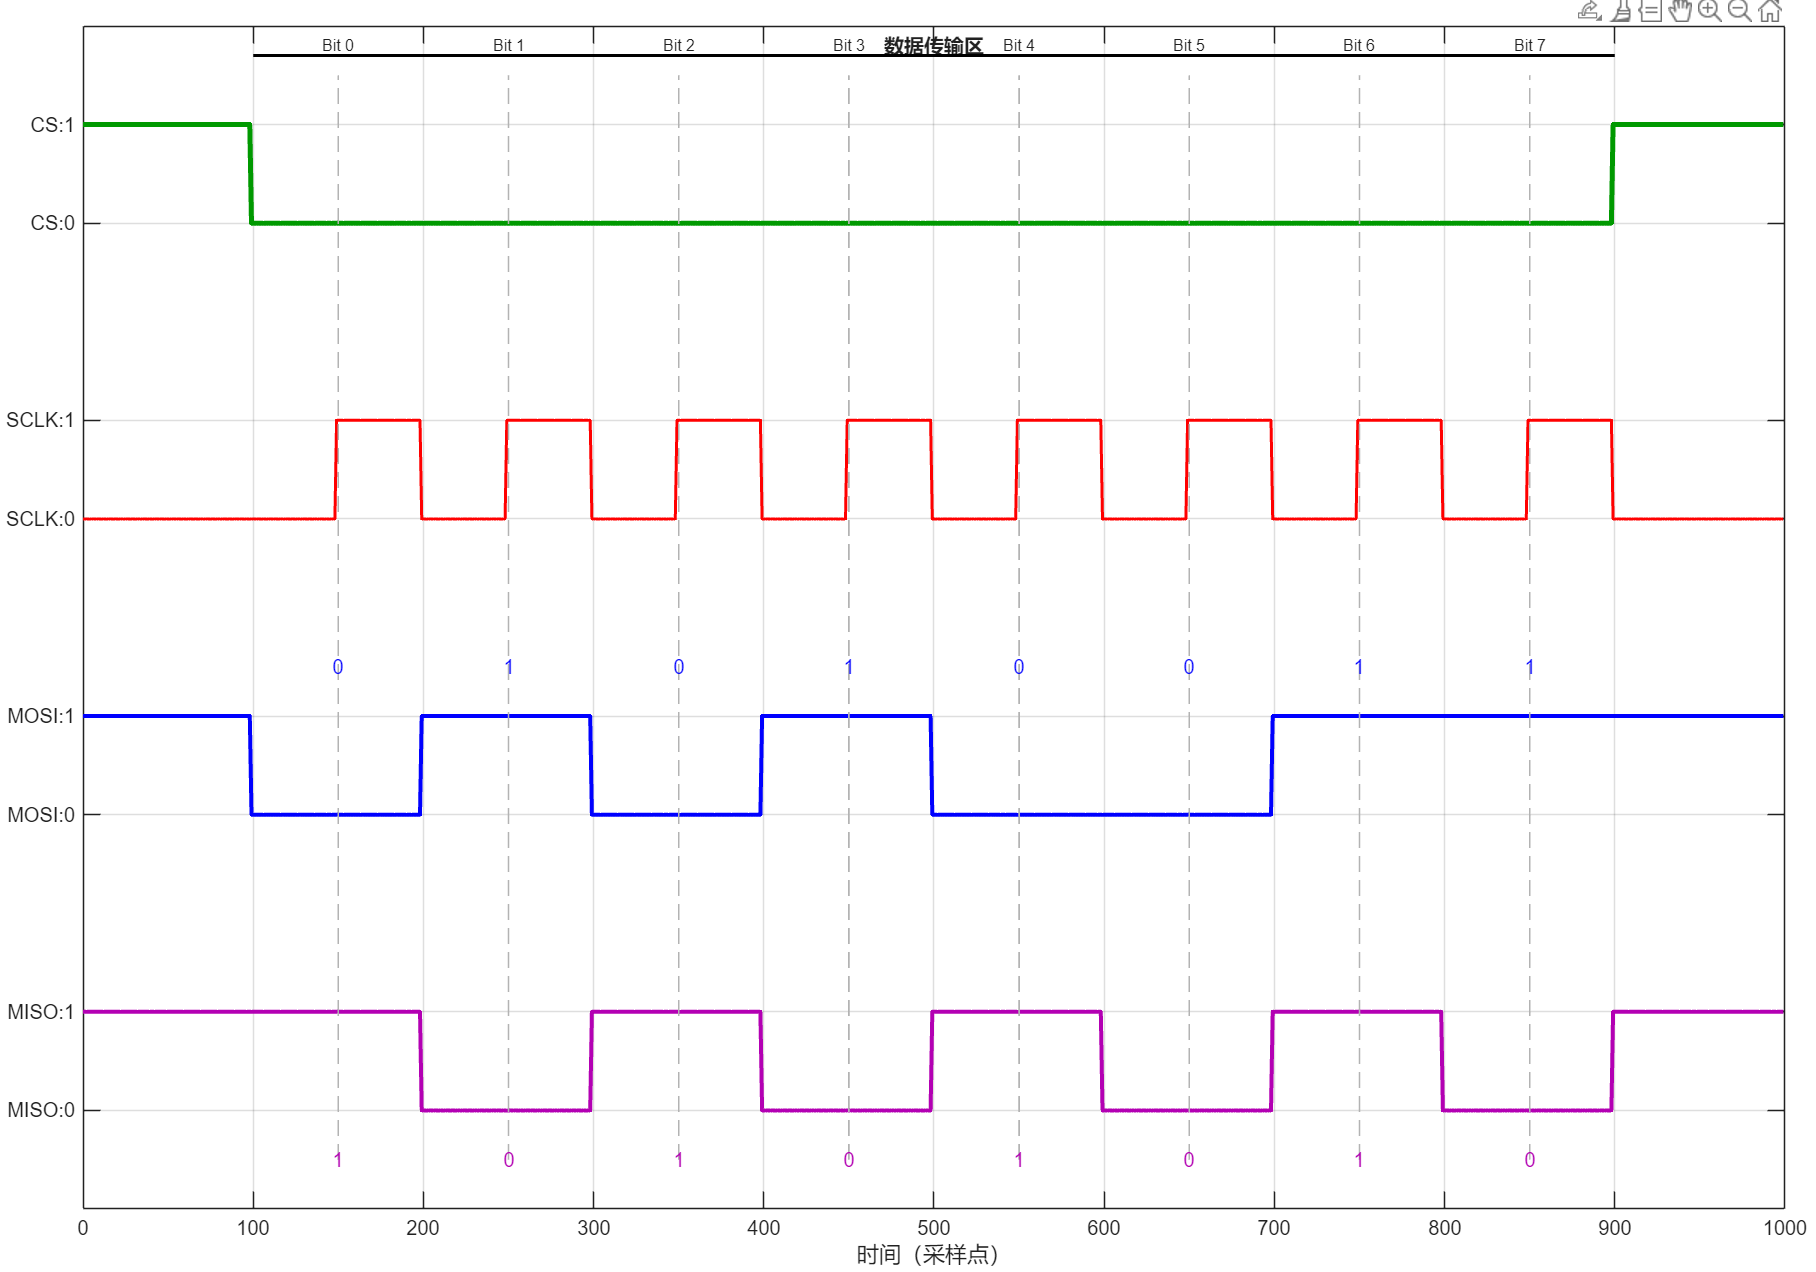 Bit 0 Bit 1 Bit 2 Bit 3 数据传输区 Bit 4 Bit 5 Bit 6 Bit 7
CS:1
CS:0
SCLK:1
SCLK:0
0 1 0 1 0 0 1 1
MOSI:1
MOSI:0
MISO:1
MISO:0
1 0 1 0 1 0 1 0
0 100 200 300 400 500 600 700 800 900 1000
时间（采样点）